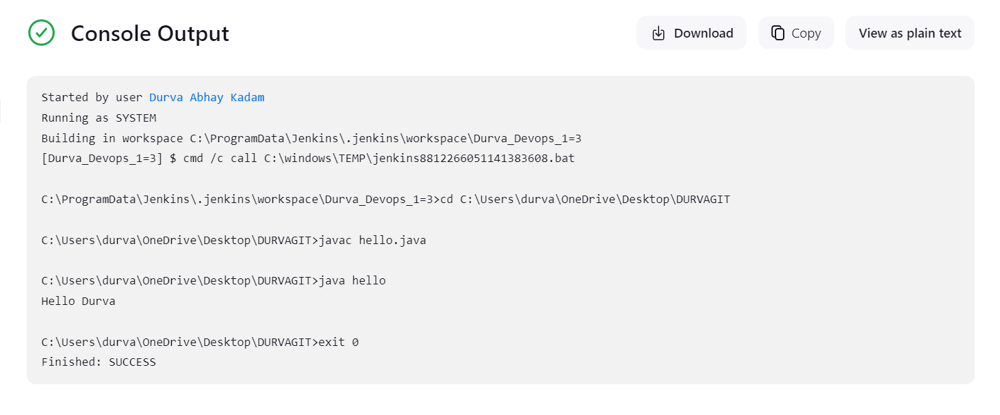 Console Output
Download
Copy
View as plain text
Started by user Durva Abhay Kadam
Running as SYSTEM
Building in workspace C:\ProgramData\Jenkins\.jenkins\workspace\Durva_Devops_1=3
[Durva_Devops_1=3] $ cmd /c call C:\windows\TEMP\jenkins8812266051141383608.bat
C:\ProgramData\Jenkins\.jenkins\workspace\Durva_Devops_1=3>cd C:\Users\durva\OneDrive\Desktop\DURVAGIT
C:\Users\durva\OneDrive\Desktop\DURVAGIT>javac hello.java
C:\Users\durva\OneDrive\Desktop\DURVAGIT>java hello
Hello Durva
C:\Users\durva\OneDrive\Desktop\DURVAGIT>exit 0
Finished: SUCCESS